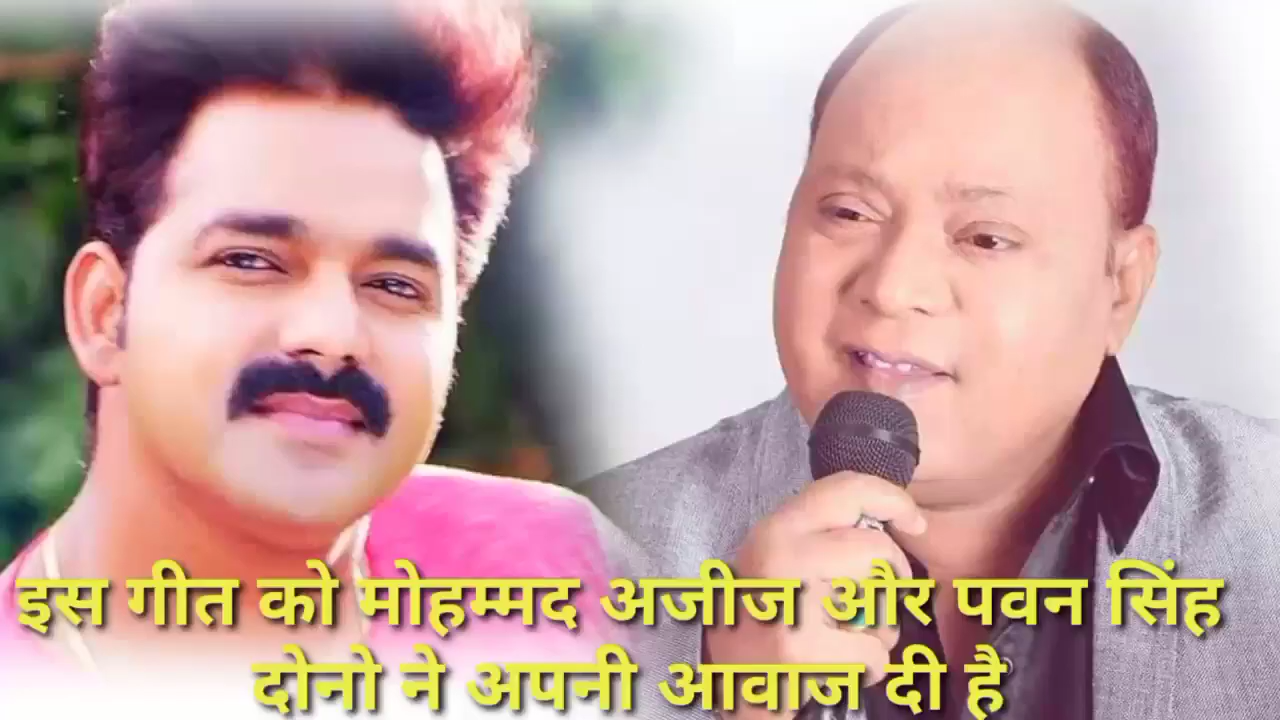 इस गीत को मोहम्मद अजीज और पवन सिंह
दोनो ने अपनी आवाज दी है